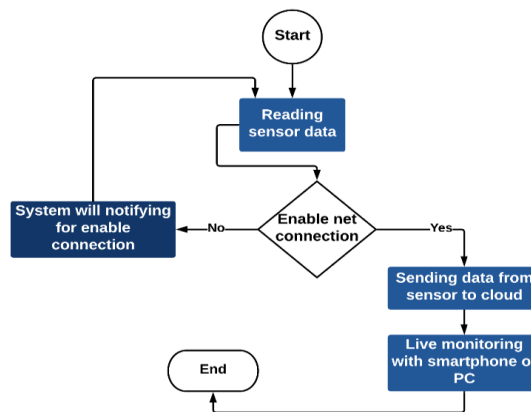 Start
Reading
sensor data
System will notifying
for enable
connection
No
Enable net
connection
Yes
Sending data from
sensor to cloud
Live monitoring
with smartphone o
PC
End